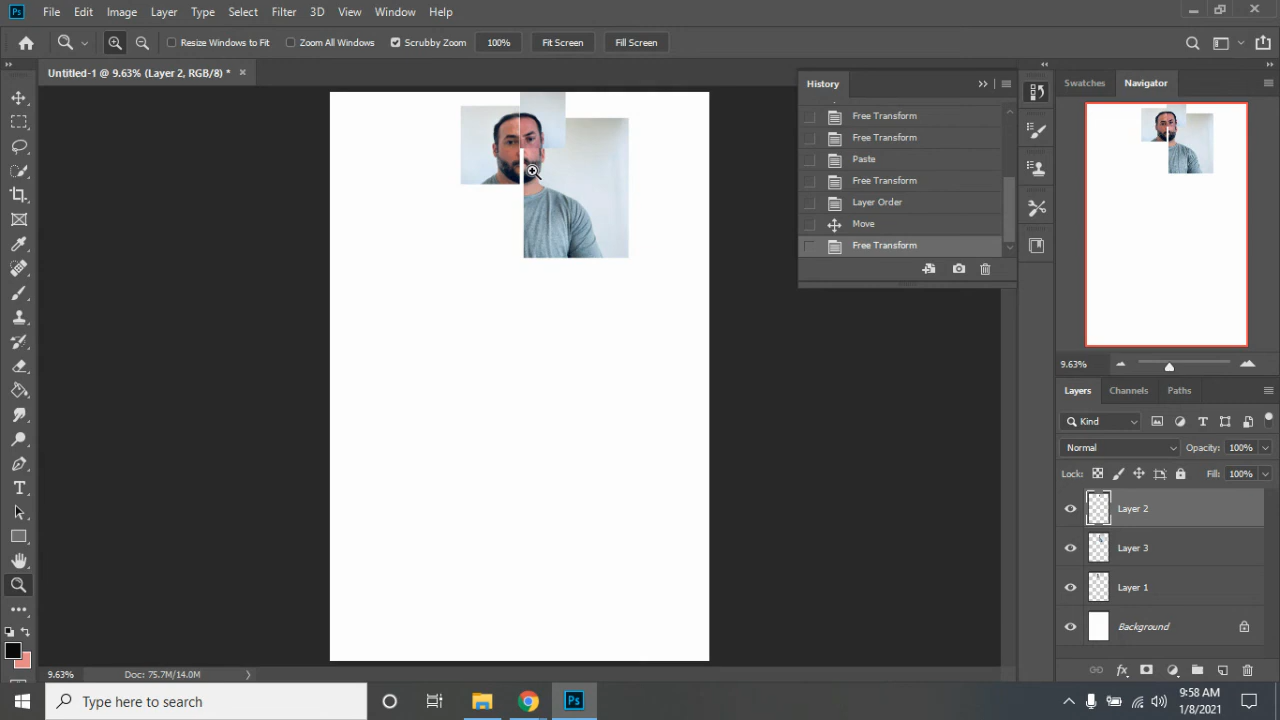 Ps File Edit Image Layer Type Select Filter 3D View Window Help
Resize Windows to Fit Zoom All Windows Scrubby Zoom 100% Fit Screen Fill Screen
Untitled-1 @ 9.63% (Layer 2, RGB/8) *
History
Free Transform
Free Transform
Paste
Free Transform
Layer Order
Move
Free Transform
Swatches Navigator
9.63%
Layers Channels Paths
Kind
Normal Opacity: 100%
Lock: Fill: 100%
Layer 2
Layer 3
Layer 1
Background
fx
9.63% Doc: 75.7M/14.0M
Type here to search
Ps
9:58 AM
1/8/2021